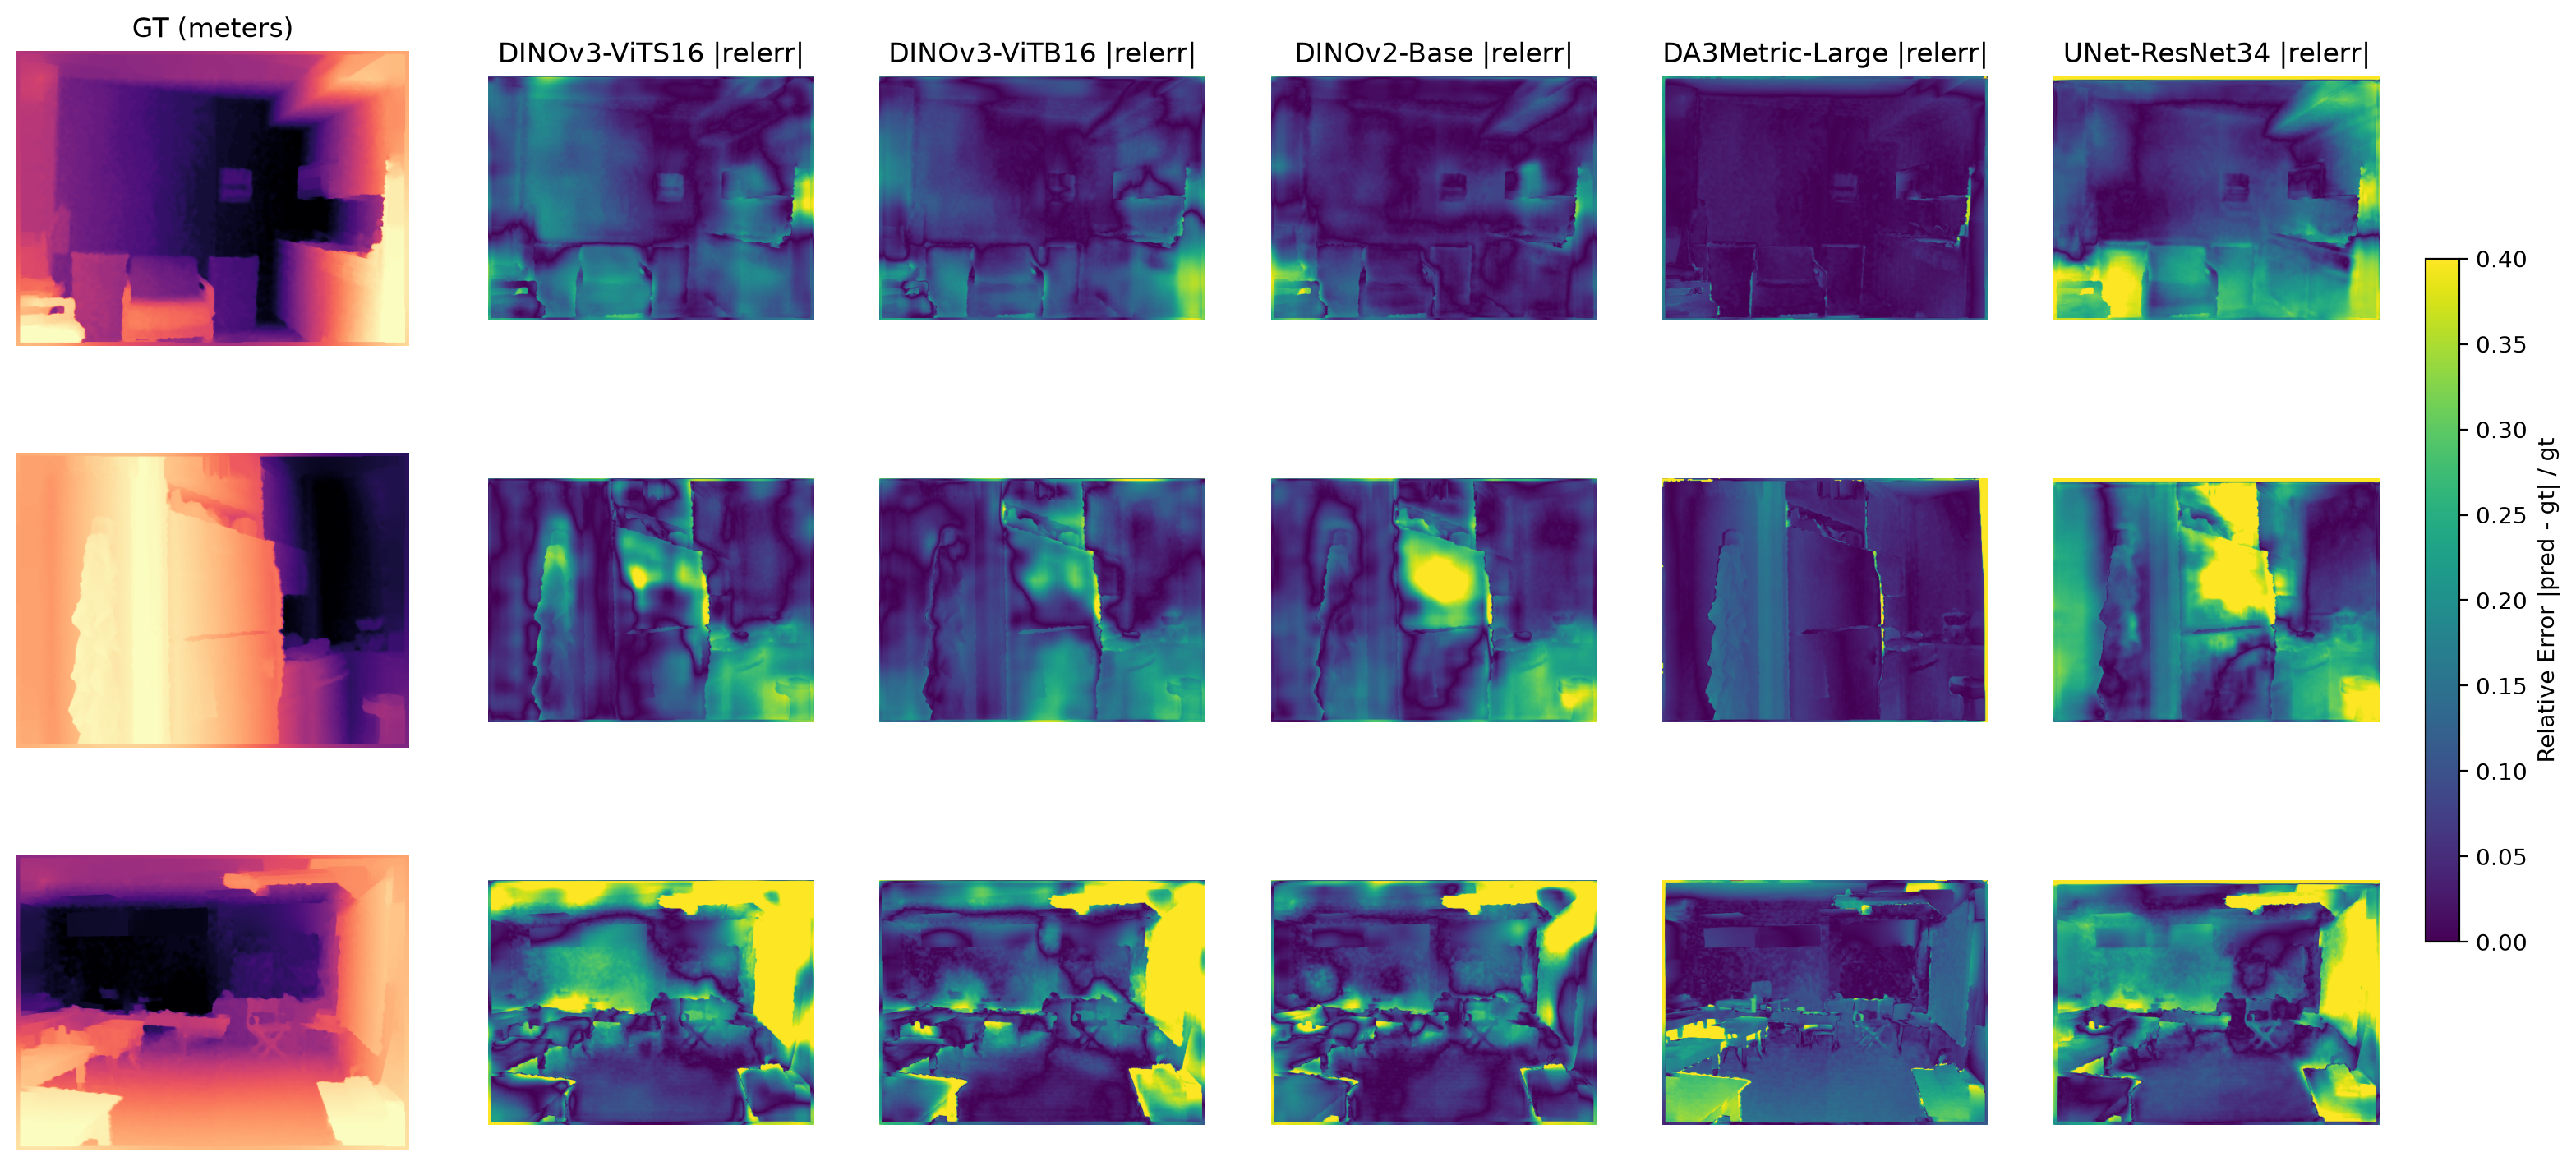 GT (meters)
DINOv3-ViTS16 |relerr|
DINOv3-ViTB16 |relerr|
DINOv2-Base |relerr|
DA3Metric-Large |relerr|
UNet-ResNet34 |relerr|
0.40
0.35
0.30
0.25
0.20
0.15
0.10
0.05
0.00
Relative Error |pred - gt| / gt